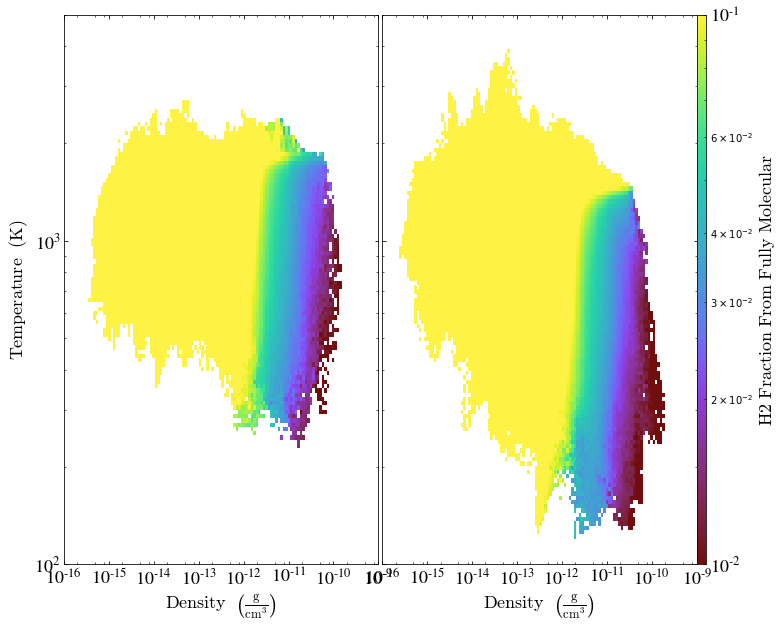 Temperature (K)
10^3
10^2
10^-16 10^-15 10^-14 10^-13 10^-12 10^-11 10^-10
Density (g/cm^3)
10^-15 10^-14 10^-13 10^-12 10^-11 10^-10 10^-9
Density (g/cm^3)
10^-1
6×10^-2
4×10^-2
3×10^-2
2×10^-2
10^-2
H2 Fraction From Fully Molecular